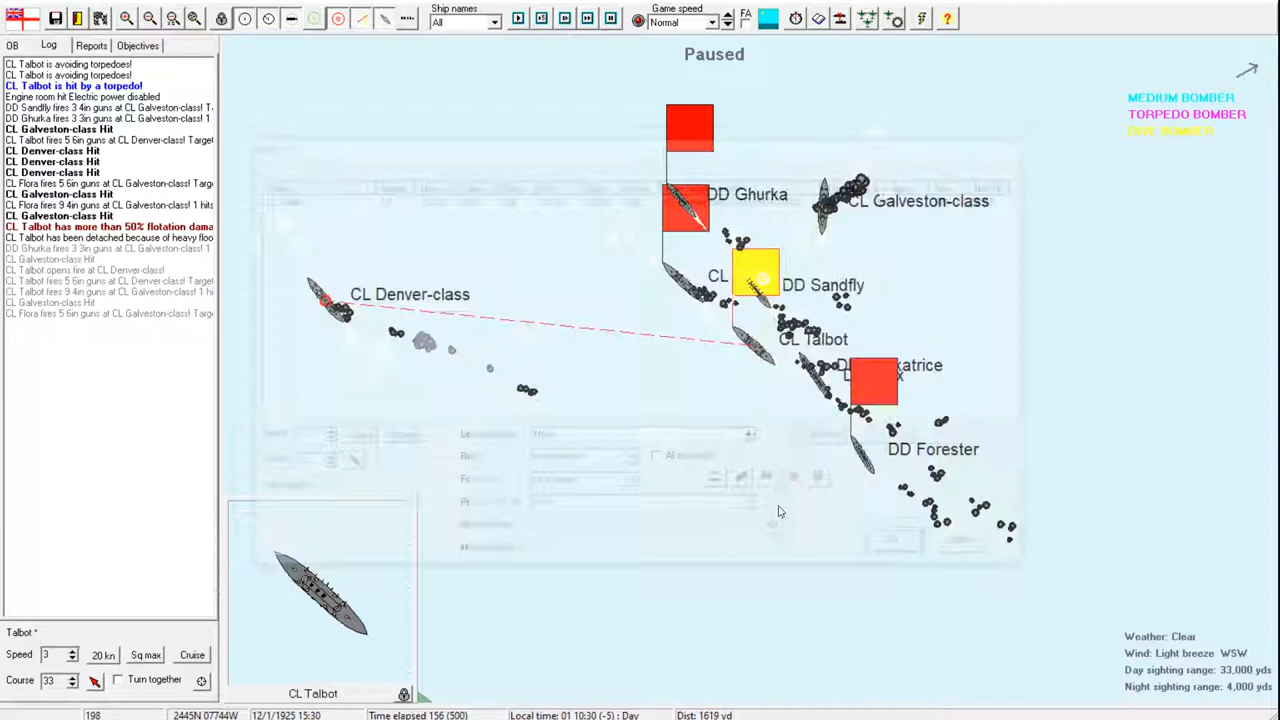 Ship names
Game speed
All
Normal
FA
OB
Log
Reports
Objectives
Paused
CL Talbot is avoiding torpedoes!
CL Talbot is avoiding torpedoes!
CL Talbot is hit by a torpedo!
Engine room hit Electric power disabled
DD Sandfly fires 3 4in guns at CL Galveston-class! T
DD Ghurka fires 3 3in guns at CL Galveston-class! 1
CL Galveston-class Hit
CL Talbot fires 5 6in guns at CL Denver-class! Target
CL Denver-class Hit
CL Denver-class Hit
CL Denver-class Hit
CL Flora fires 5 6in guns at CL Galveston-class! Targ
CL Galveston-class Hit
CL Flora fires 9 4in guns at CL Galveston-class! 1 hits
CL Galveston-class Hit
CL Talbot has more than 50% flotation dama
CL Talbot has been detached because of heavy floo
DD Ghurka fires 3 3in guns at CL Galveston-class! 1
CL Galveston-class Hit
CL Talbot opens fire at CL Denver-class!
CL Talbot fires 5 6in guns at CL Denver-class! Target
CL Talbot fires 9 4in guns at CL Galveston-class! 1 hi
CL Galveston-class Hit
CL Flora fires 5 6in guns at CL Galveston-class! Targ
MEDIUM BOMBER
TORPEDO BOMBER
DIVE BOMBER
DD Ghurka
CL Galveston-class
CL
DD Sandfly
CL Denver-class
CL Talbot
katrice
DD Forester
AI
CL Talbot
Talbot *
Speed 3 20 kn Sq max Cruise
Course 33 Turn together
Weather: Clear
Wind: Light breeze WSW
Day sighting range: 33,000 yds
Night sighting range: 4,000 yds
198 2445N 07744W 12/1/1925 15:30 Time elapsed 156 (500) Local time: 01 10:30 (-5) : Day Dist: 1619 yd